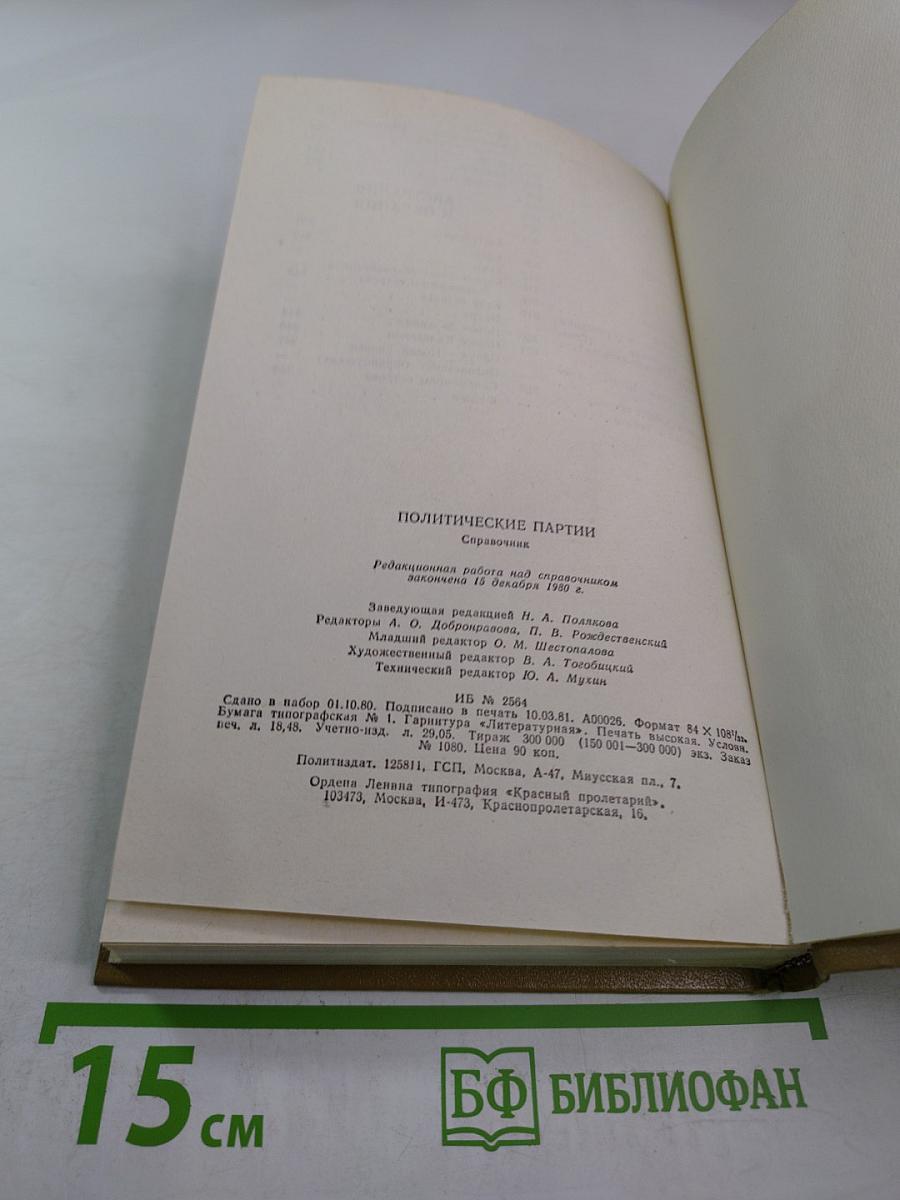 ПОЛИТИЧЕСКИЕ ПАРТИИ
Справочник
Редакционная работа над справочником
закончена 15 декабря 1980 г.
Заведующая редакцией Н. А. Полякова
Редакторы А. О. Добронравова, П. В. Рождественский
Младший редактор О. М. Шестопалова
Художественный редактор В. А. Тогобицкий
Технический редактор Ю. А. Мухин
ИБ № 2564
Сдано в набор 01.10.80. Подписано в печать 10.03.81. А00026. Формат 84 × 108¹/₃₂.
Бумага типографская № 1. Гарнитура «Литературная». Печать высокая. Условн.
печ. л. 18,48. Учетно-изд. л. 29,05. Тираж 300 000 (150 001—300 000) экз. Заказ
№ 1080. Цена 90 коп.
Политиздат. 125811, ГСП, Москва, А-47, Миусская пл., 7.
Ордена Ленина типография «Красный пролетарий».
103473, Москва, И-473, Краснопролетарская, 16.
15 см
БФ БИБЛИОФАН